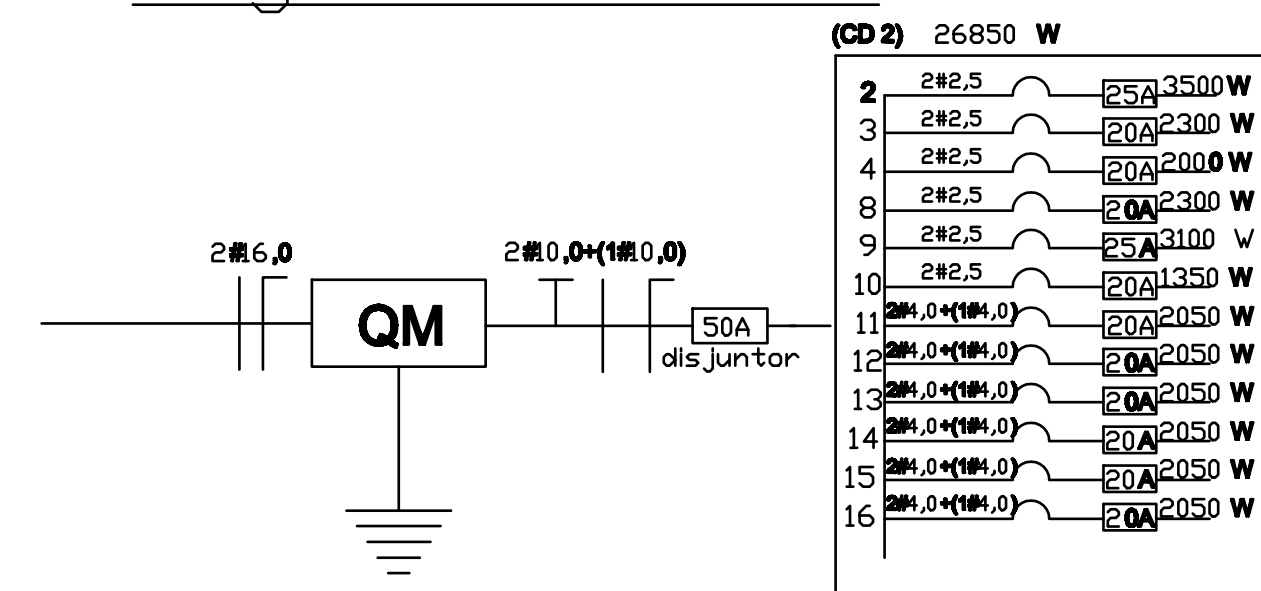 (CD 2) 26850 W
2 2#2,5 25A 3500 W
3 2#2,5 20A 2300 W
4 2#2,5 20A 2000 W
8 2#2,5 20A 2300 W
9 2#2,5 25A 3100 W
10 2#2,5 20A 1350 W
11 2#4,0+(1#4,0) 20A 2050 W
12 2#4,0+(1#4,0) 20A 2050 W
13 2#4,0+(1#4,0) 20A 2050 W
14 2#4,0+(1#4,0) 20A 2050 W
15 2#4,0+(1#4,0) 20A 2050 W
16 2#4,0+(1#4,0) 20A 2050 W
2#16,0
QM
2#10,0+(1#10,0)
50A
disjuntor